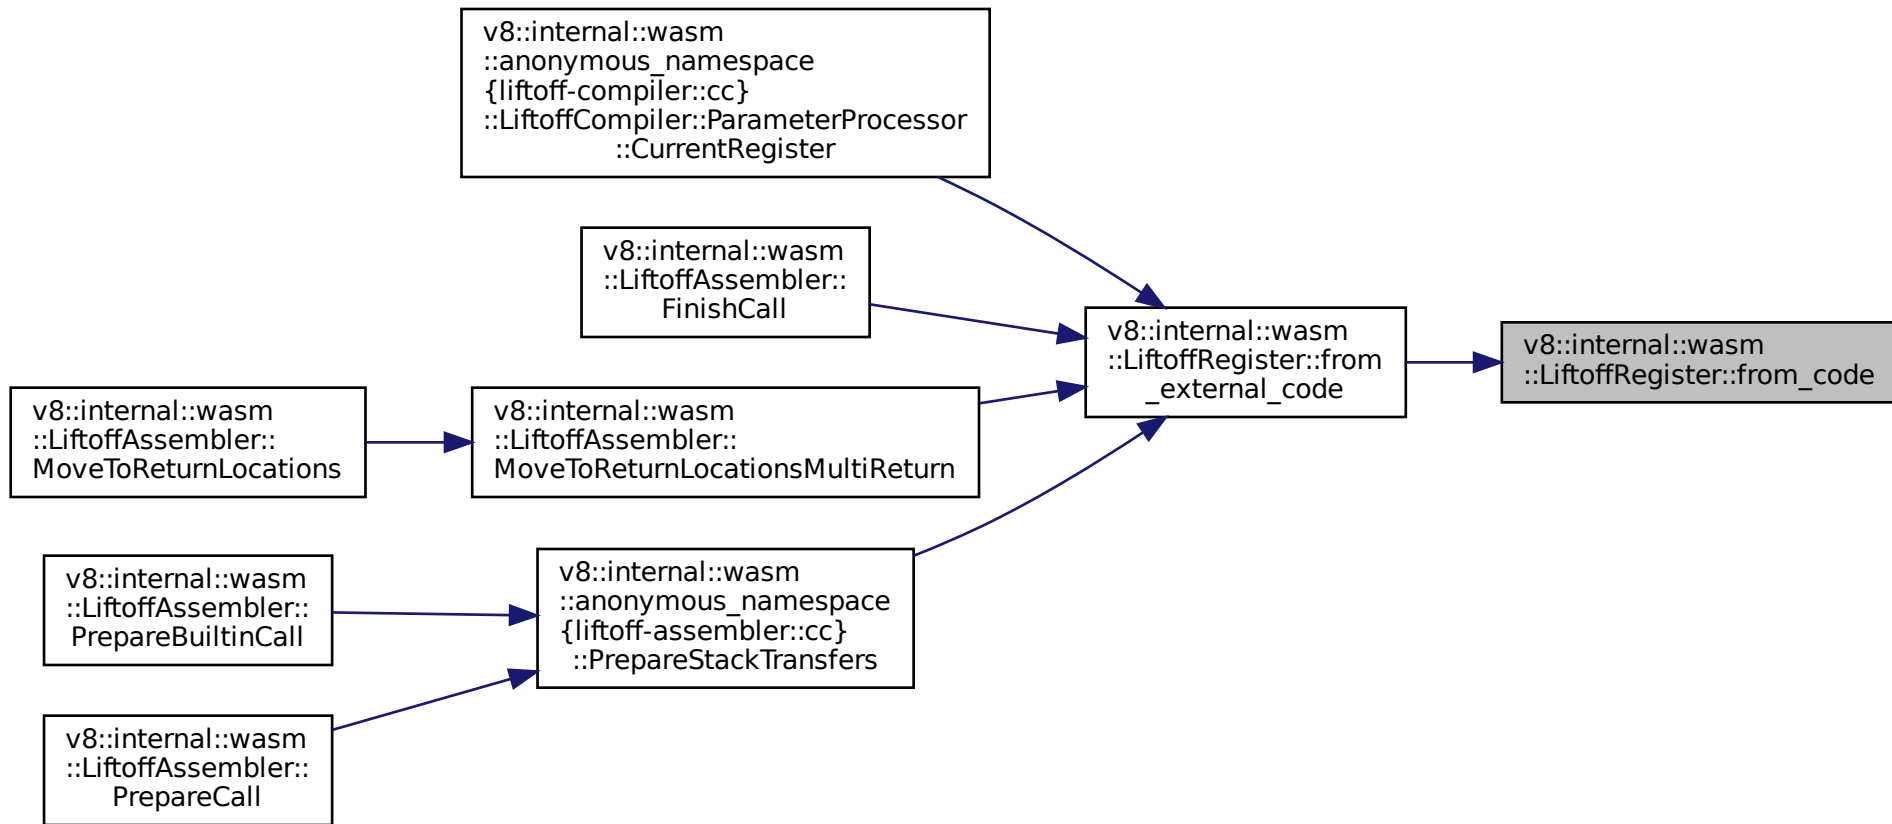 v8::internal::wasm
::anonymous_namespace
{liftoff-compiler::cc}
::LiftoffCompiler::ParameterProcessor
::CurrentRegister
v8::internal::wasm
::LiftoffAssembler::
FinishCall
v8::internal::wasm
::LiftoffRegister::from
_external_code
v8::internal::wasm
::LiftoffRegister::from_code
v8::internal::wasm
::LiftoffAssembler::
MoveToReturnLocations
v8::internal::wasm
::LiftoffAssembler::
MoveToReturnLocationsMultiReturn
v8::internal::wasm
::LiftoffAssembler::
PrepareBuiltinCall
v8::internal::wasm
::anonymous_namespace
{liftoff-assembler::cc}
::PrepareStackTransfers
v8::internal::wasm
::LiftoffAssembler::
PrepareCall